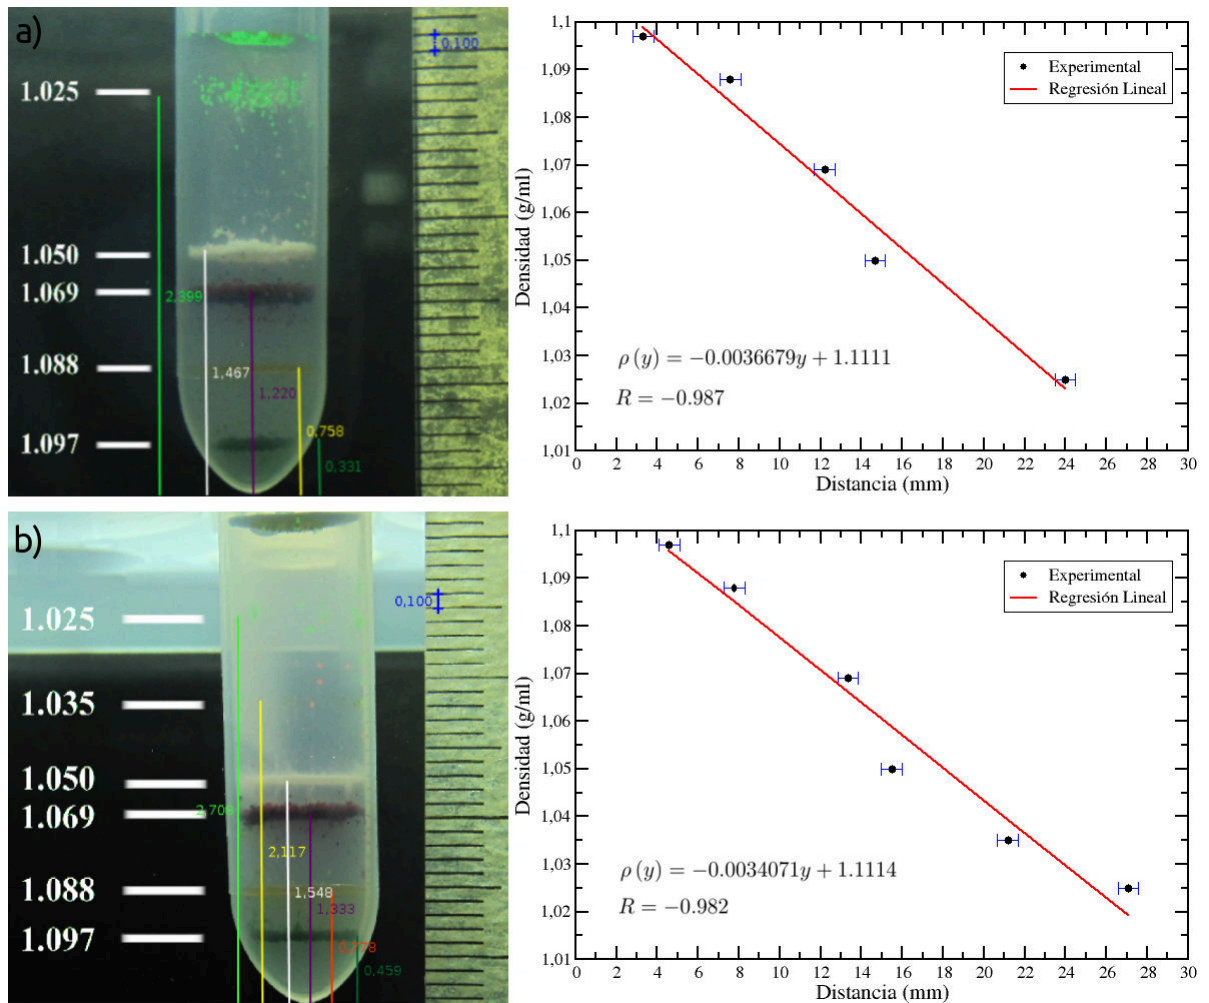 a)
1.025
1.050
1.069
1.088
1.097
0,100
2,399
1,467
1,220
0,758
0,331
1,1
1,09
1,08
1,07
1,06
1,05
1,04
1,03
1,02
1,01
0 2 4 6 8 10 12 14 16 18 20 22 24 26 28 30
Densidad (g/ml)
Distancia (mm)
Experimental
Regresión Lineal
ρ (y) = −0.0036679y + 1.1111
R = −0.987
b)
1.025
1.035
1.050
1.069
1.088
1.097
0,100
2,708
2,117
1,548
1,333
0,778
0,459
1,1
1,09
1,08
1,07
1,06
1,05
1,04
1,03
1,02
1,01
0 2 4 6 8 10 12 14 16 18 20 22 24 26 28 30
Densidad (g/ml)
Distancia (mm)
Experimental
Regresión Lineal
ρ (y) = −0.0034071y + 1.1114
R = −0.982